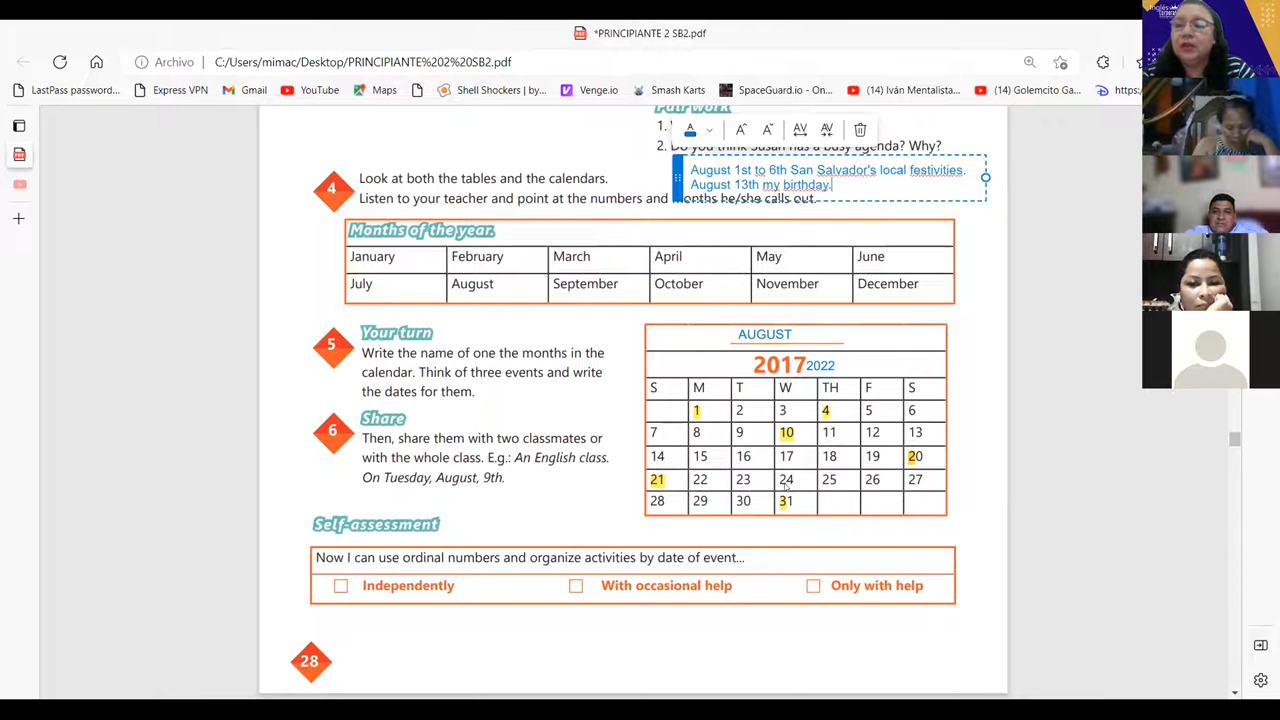 *PRINCIPIANTE 2 SB2.pdf
Archivo
C:/Users/mimac/Desktop/PRINCIPIANTE%202%20SB2.pdf
LastPass password...
Express VPN
Gmail
YouTube
Maps
Shell Shockers | by...
Venge.io
Smash Karts
SpaceGuard.io - On...
(14) Iván Mentalista...
(14) Golemcito Ga...
https:
Pair work
1.
2. Do you think Susan has a busy agenda? Why?
August 1st to 6th San Salvador's local festivities.
August 13th my birthday.
4
Look at both the tables and the calendars.
Listen to your teacher and point at the numbers and months he/she calls out.
Months of the year.
January February March April May June
July August September October November December
5
Your turn
Write the name of one the months in the
calendar. Think of three events and write
the dates for them.
6
Share
Then, share them with two classmates or
with the whole class. E.g.: An English class.
On Tuesday, August, 9th.
AUGUST
2017 2022
S M T W TH F S
1 2 3 4 5 6
7 8 9 10 11 12 13
14 15 16 17 18 19 20
21 22 23 24 25 26 27
28 29 30 31
Self-assessment
Now I can use ordinal numbers and organize activities by date of event...
Independently With occasional help Only with help
28